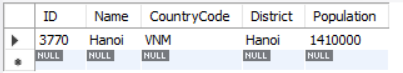 ID Name CountryCode District Population
3770 Hanoi VNM Hanoi 1410000
NULL NULL NULL NULL NULL